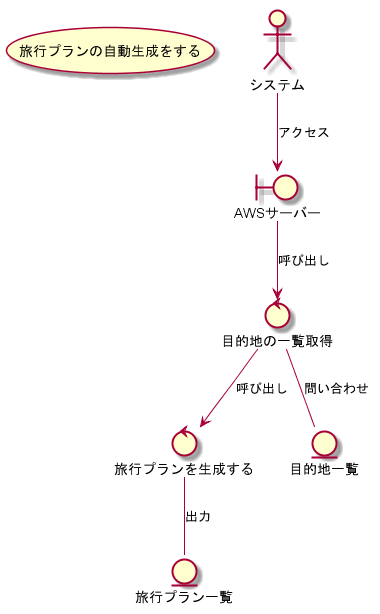 旅行プランの自動生成をする
システム
アクセス
AWSサーバー
呼び出し
目的地の一覧取得
呼び出し
問い合わせ
旅行プランを生成する
目的地一覧
出力
旅行プラン一覧